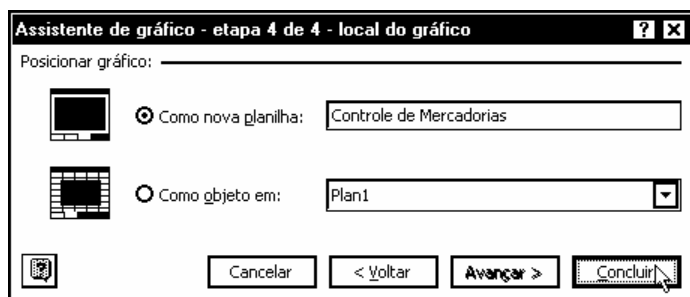 Assistente de gráfico - etapa 4 de 4 - local do gráfico ? X
Posicionar gráfico:
Como nova planilha: Controle de Mercadorias
Como objeto em: Plan1
? Cancelar < Voltar Avançar > Concluir